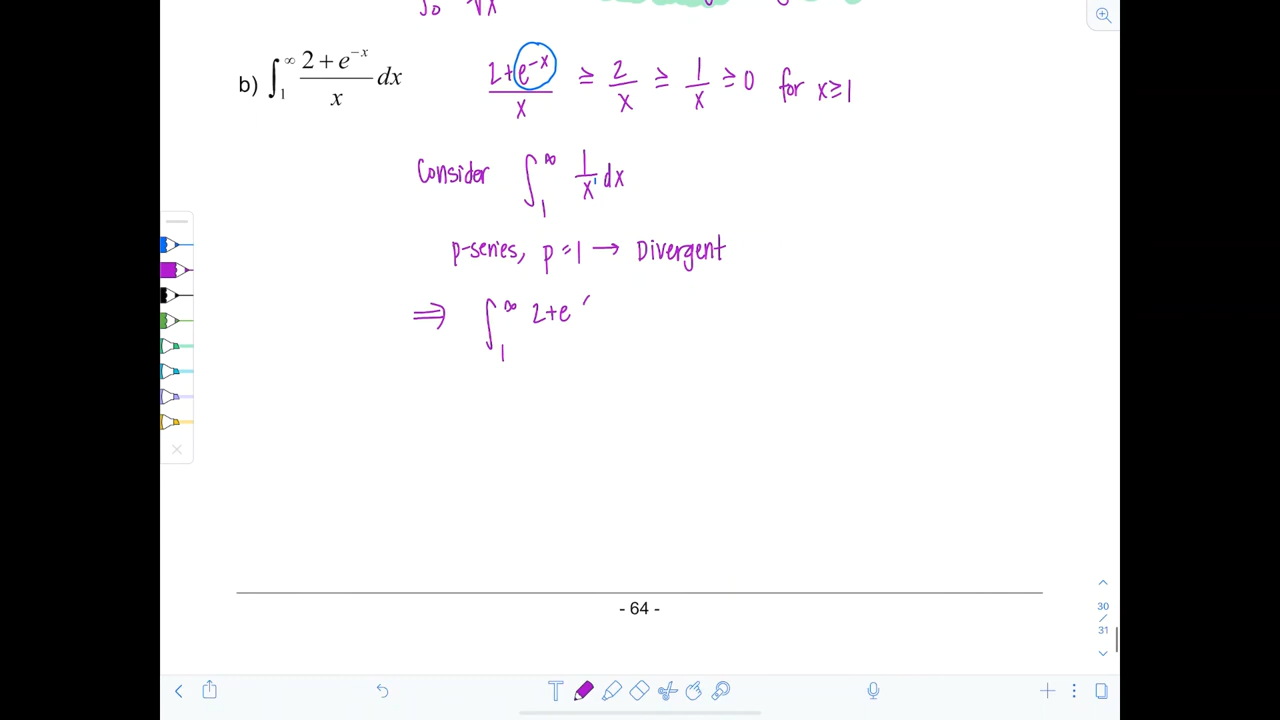 ∫₀ √x
b) ∫₁^∞ (2 + e^(−x))/x dx
(2+e^(−x))/x ≥ 2/x ≥ 1/x ≥ 0 for x ≥ 1
Consider ∫₁^∞ 1/x¹ dx
p-series, p = 1 → Divergent
⟹ ∫₁^∞ 2+e
- 64 -
30
/
31
T